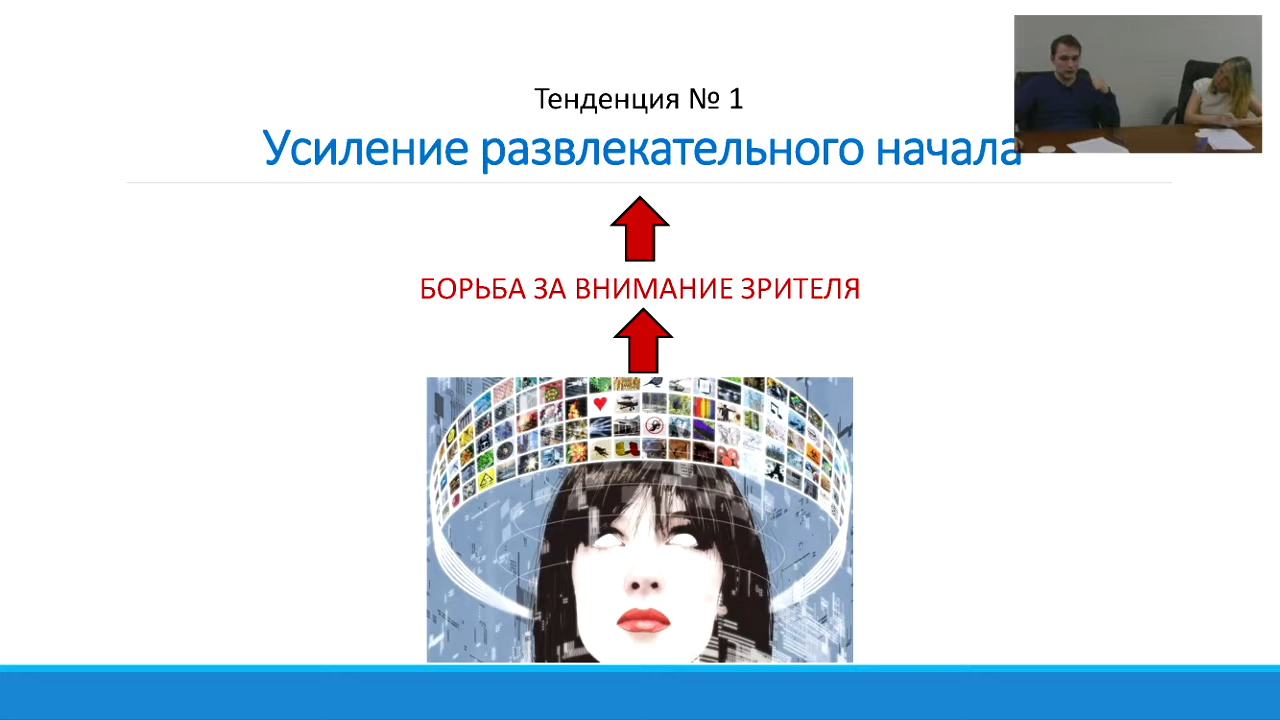 Тенденция № 1
Усиление развлекательного начала
БОРЬБА ЗА ВНИМАНИЕ ЗРИТЕЛЯ